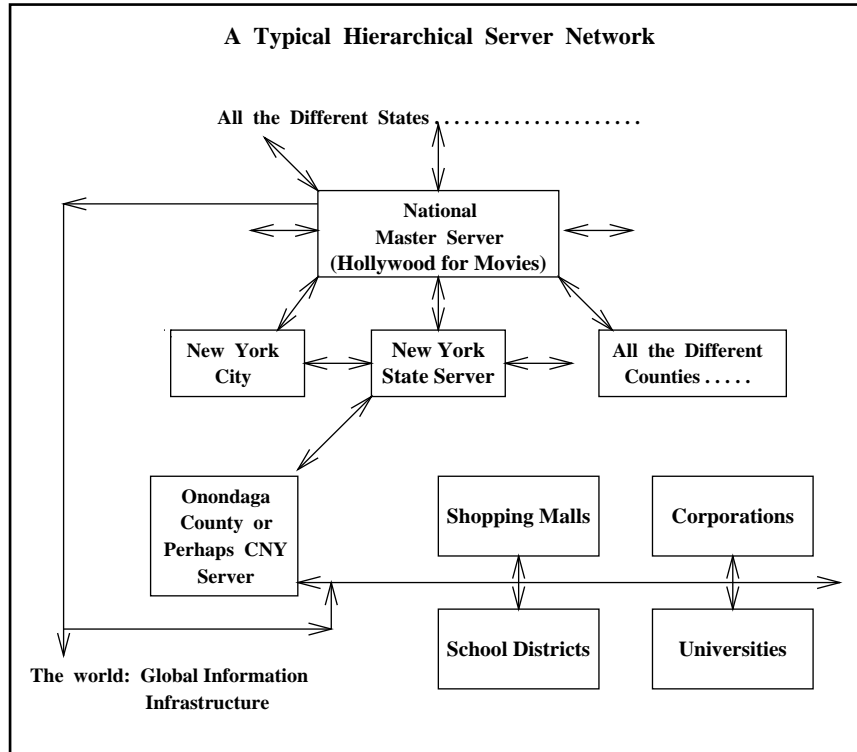 A Typical Hierarchical Server Network
All the Different States . . . . . . . . . . . . . . . . . . . . .
National
Master Server
(Hollywood for Movies)
New York
City
New York
State Server
All the Different
Counties . . . . .
Onondaga
County or
Perhaps CNY
Server
Shopping Malls
Corporations
School Districts
Universities
The world: Global Information
Infrastructure